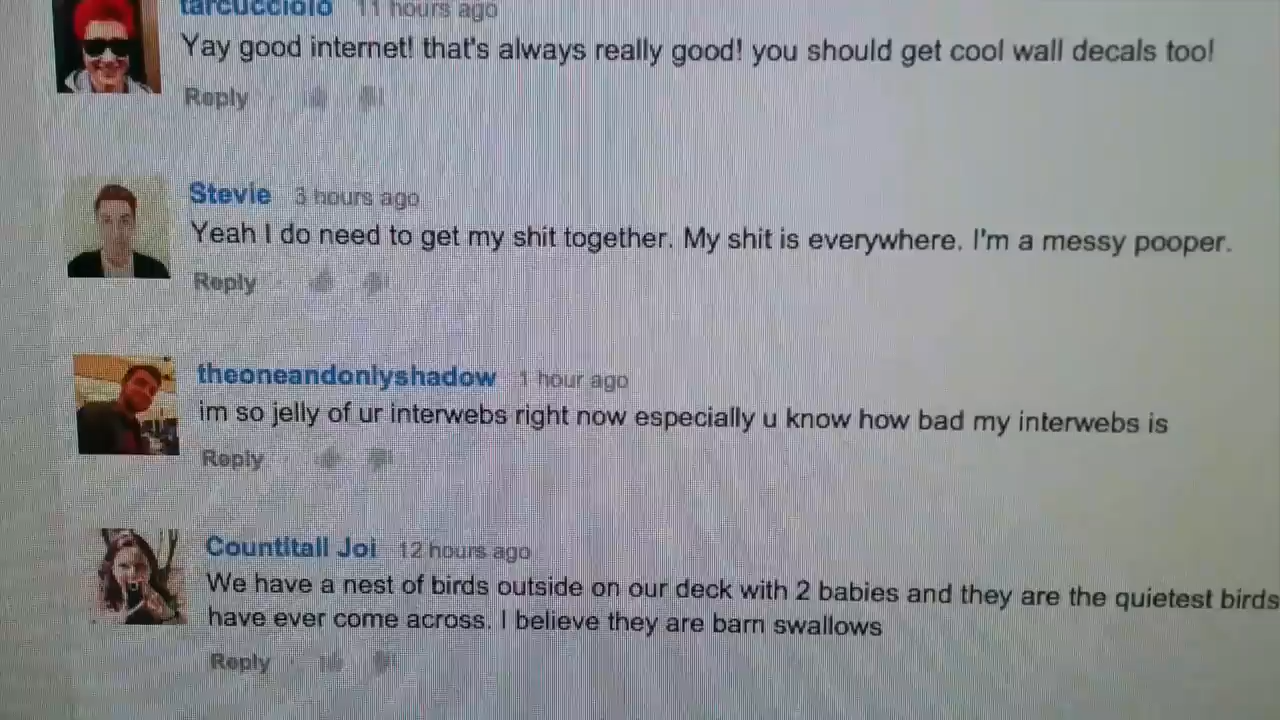 tarcucciolo 11 hours ago
Yay good internet! that's always really good! you should get cool wall decals too!
Reply
Stevie 3 hours ago
Yeah I do need to get my shit together. My shit is everywhere. I'm a messy pooper.
Reply
theoneandonlyshadow 1 hour ago
im so jelly of ur interwebs right now especially u know how bad my interwebs is
Reply
Countitall Joi 12 hours ago
We have a nest of birds outside on our deck with 2 babies and they are the quietest birds
have ever come across. I believe they are barn swallows
Reply